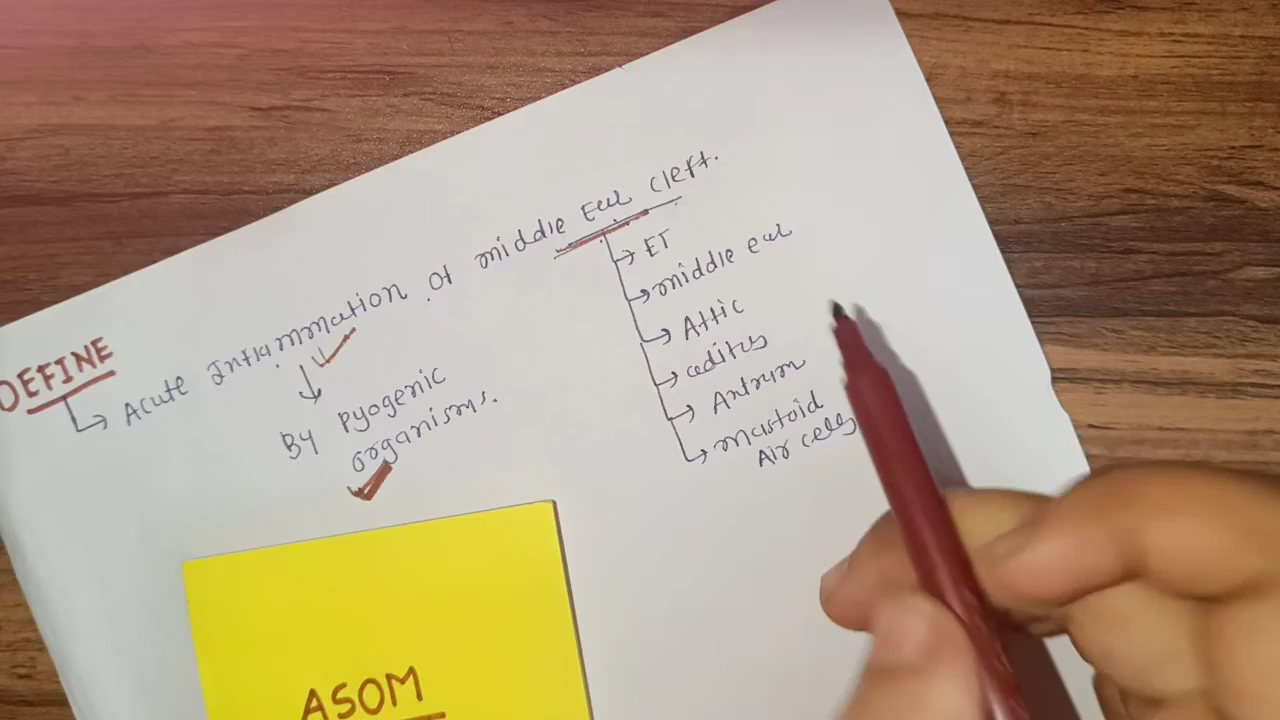 DEFINE
Acute Inflammation of middle Ear cleft.
By Pyogenic
organisms.
ET
middle ear
Attic
aditus
Antrum
mastoid
Air cells
ASOM